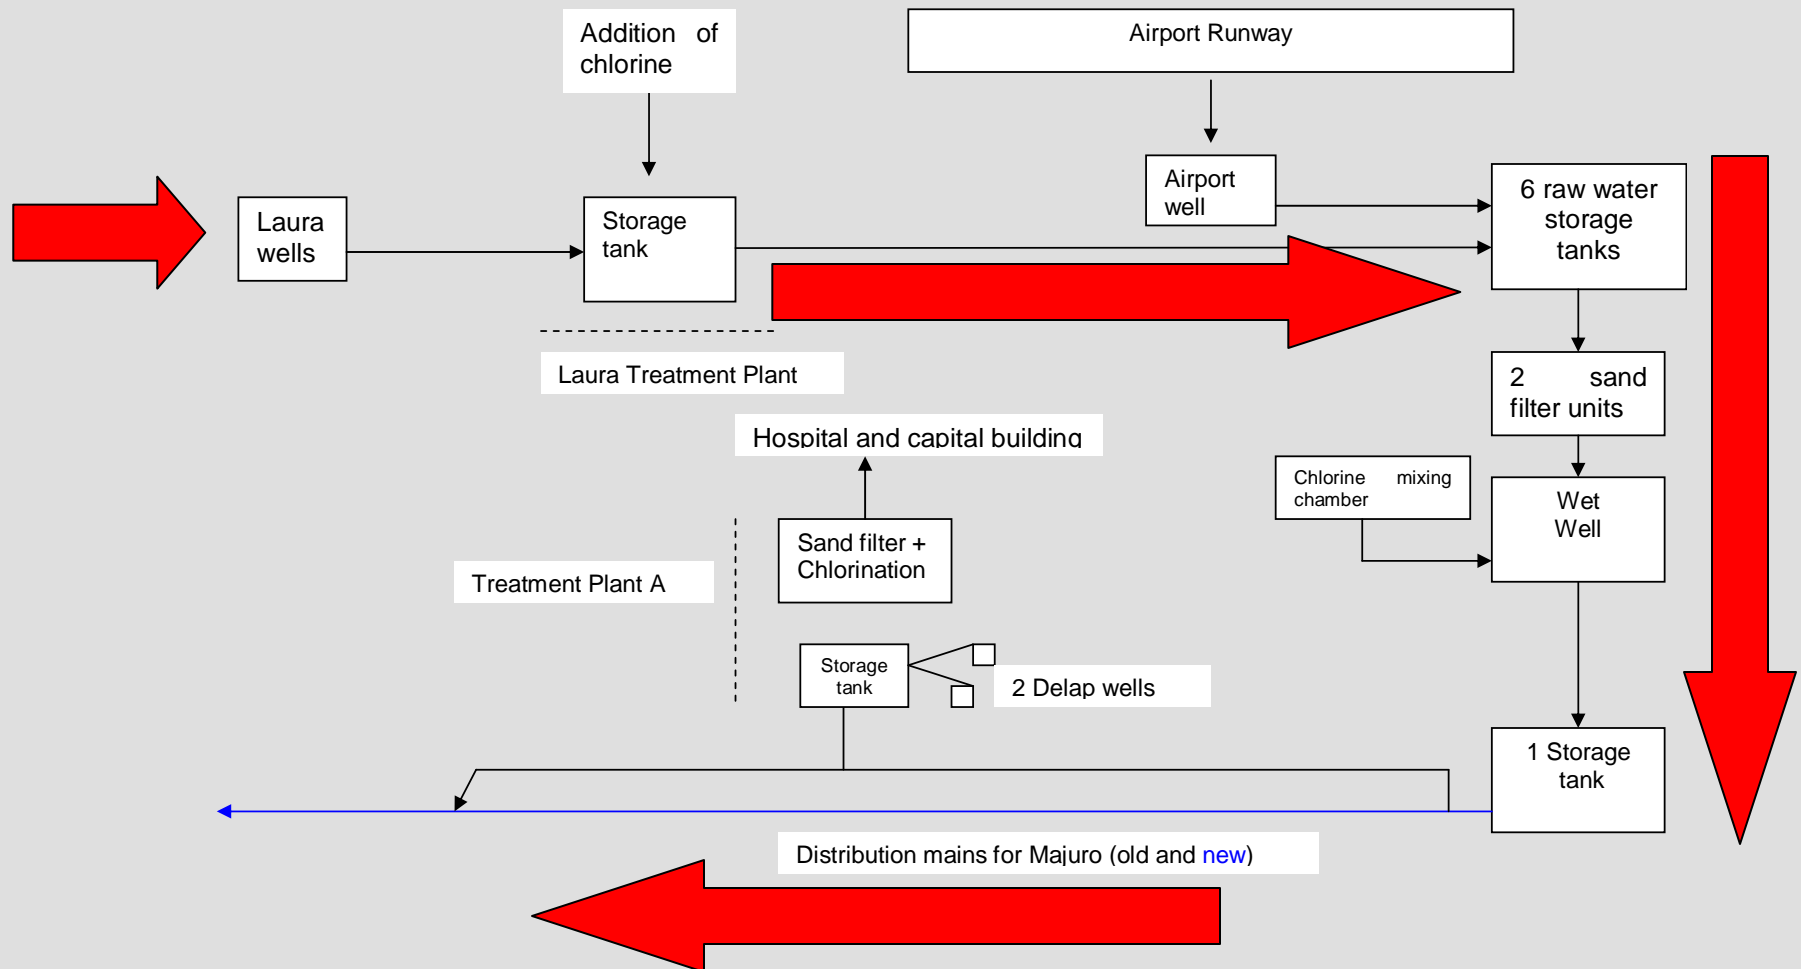 Addition of
chlorine
Airport Runway
Airport
well
6 raw water
storage
tanks
Laura
wells
Storage
tank
Laura Treatment Plant
2 sand
filter units
Hospital and capital building
Chlorine mixing
chamber
Wet
Well
Sand filter +
Chlorination
Treatment Plant A
Storage
tank
2 Delap wells
1 Storage
tank
Distribution mains for Majuro (old and new)